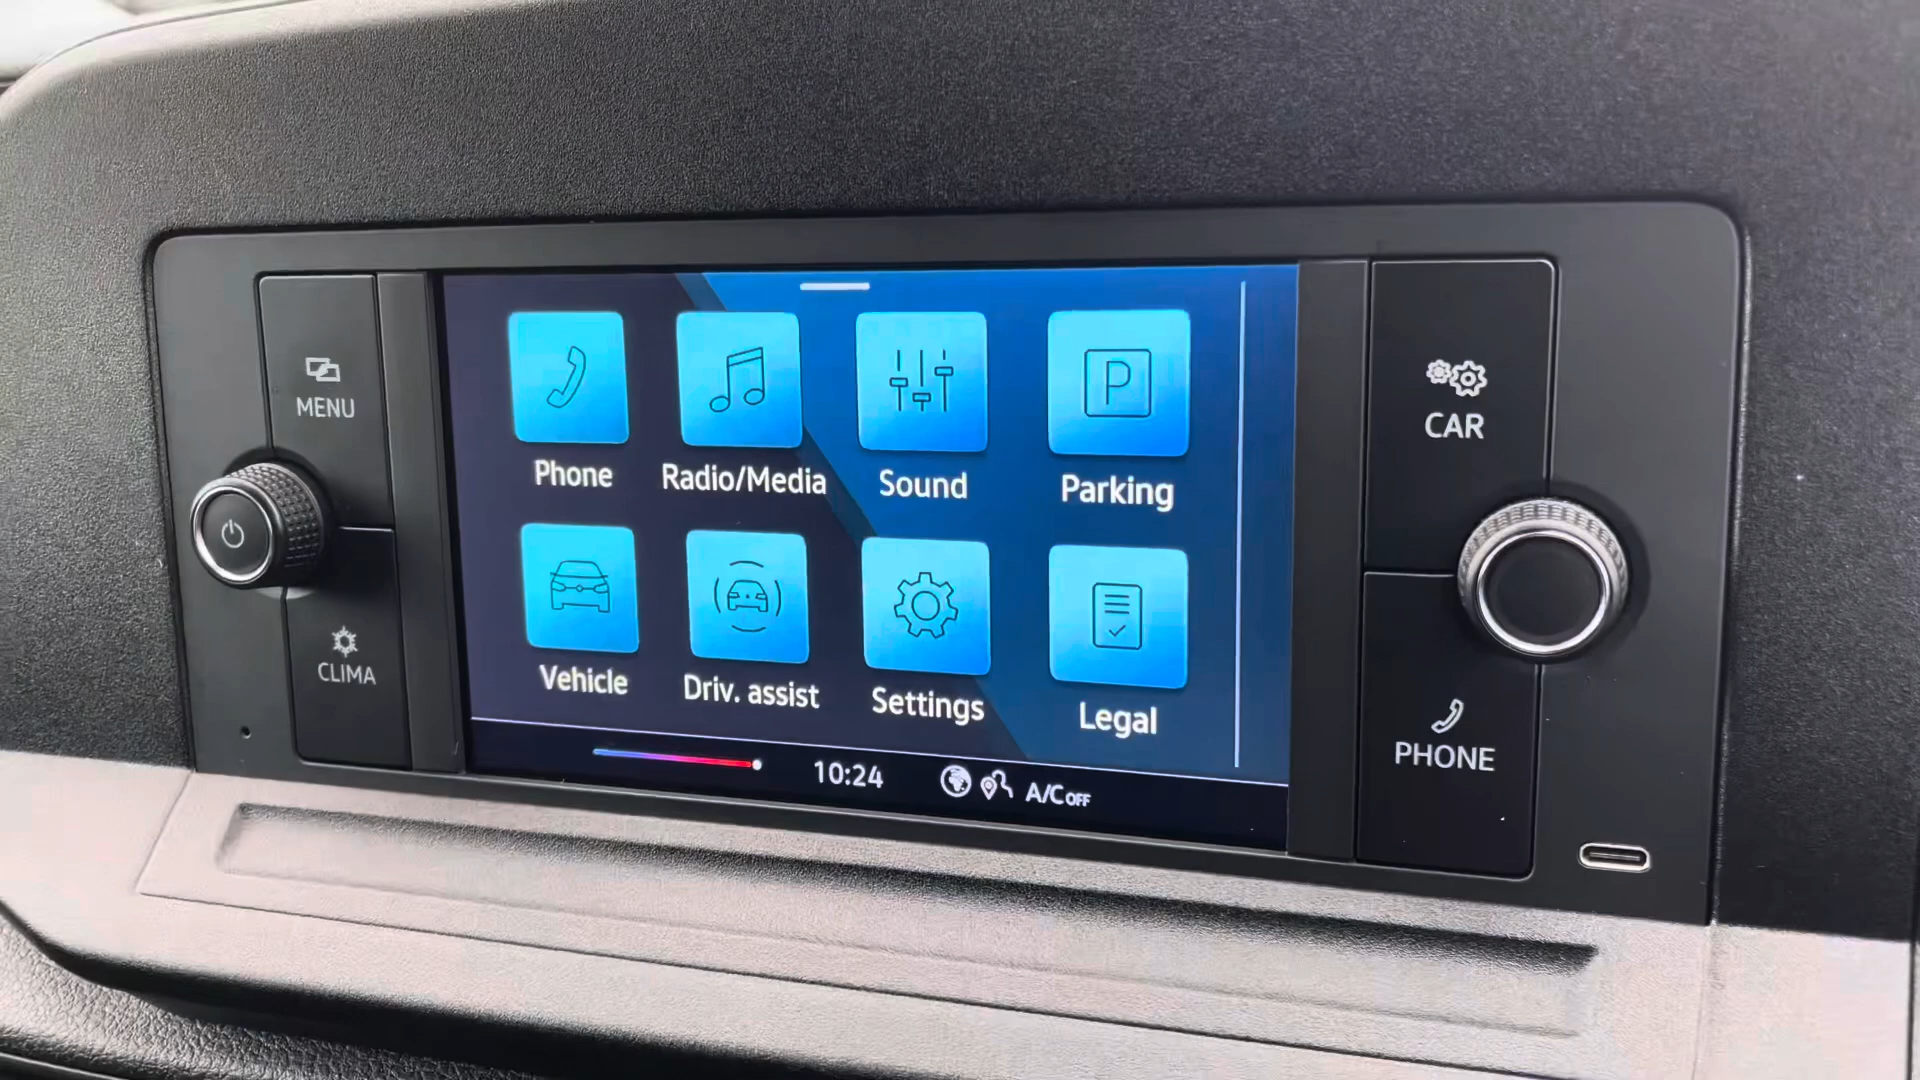 MENU
CLIMA
Phone
Radio/Media
Sound
P
Parking
Vehicle
Driv. assist
Settings
Legal
10:24
A/C OFF
CAR
PHONE